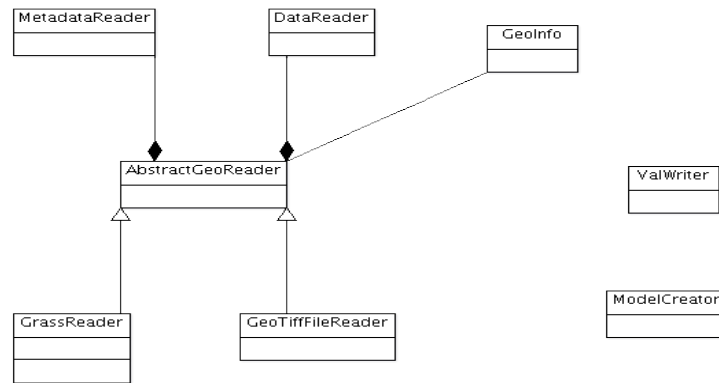 MetadataReader
DataReader
GeoInfo
AbstractGeoReader
ValWriter
ModelCreator
GrassReader
GeoTiffFileReader